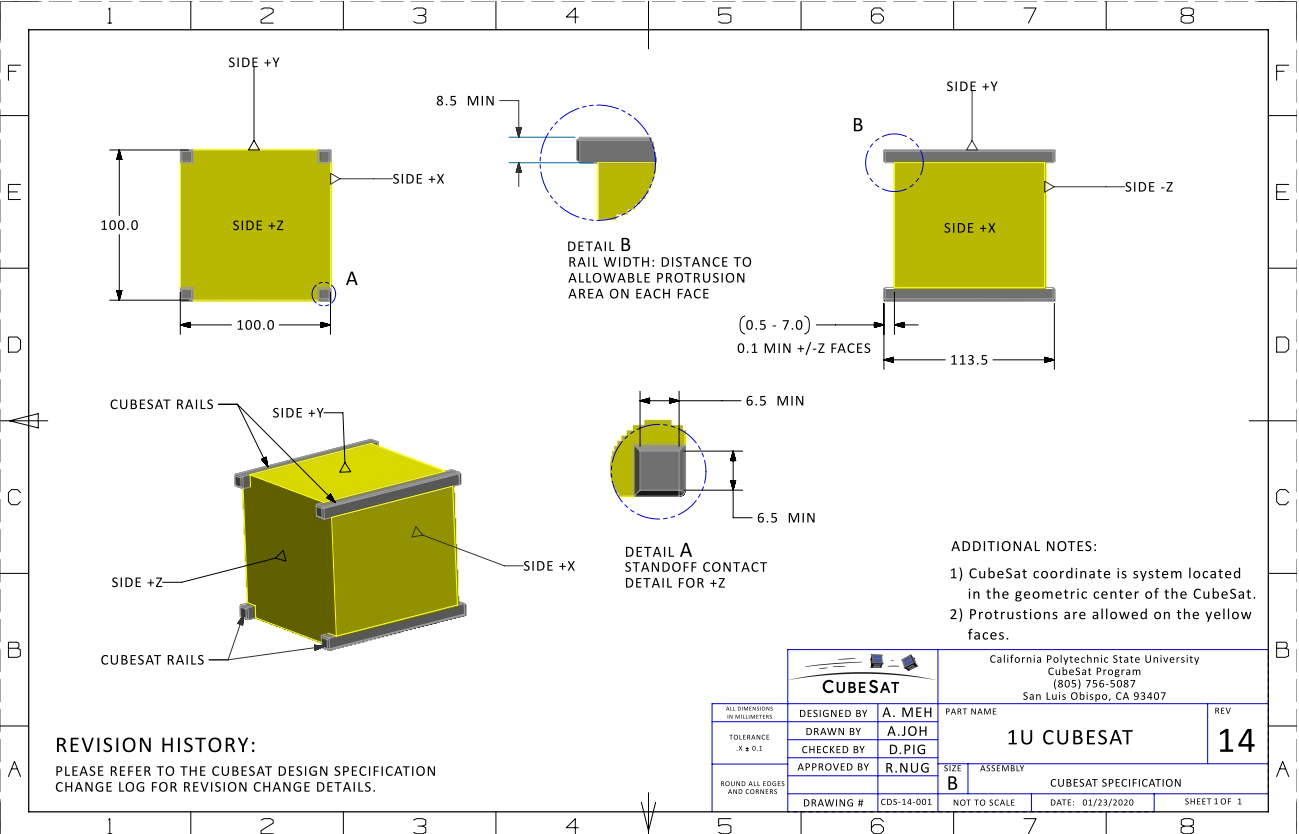 1 2 3 4 5 6 7 8
F F
E E
D D
C C
B B
A A
SIDE +Y
SIDE +X
SIDE +Z
100.0
100.0
A
8.5 MIN
DETAIL B
RAIL WIDTH: DISTANCE TO
ALLOWABLE PROTRUSION
AREA ON EACH FACE
SIDE +Y
B
SIDE -Z
SIDE +X
(0.5 - 7.0)
0.1 MIN +/-Z FACES
113.5
CUBESAT RAILS
SIDE +Y
SIDE +X
SIDE +Z
CUBESAT RAILS
6.5 MIN
6.5 MIN
DETAIL A
STANDOFF CONTACT
DETAIL FOR +Z
ADDITIONAL NOTES:
1) CubeSat coordinate is system located
in the geometric center of the CubeSat.
2) Protrustions are allowed on the yellow
faces.
REVISION HISTORY:
PLEASE REFER TO THE CUBESAT DESIGN SPECIFICATION
CHANGE LOG FOR REVISION CHANGE DETAILS.
CUBESAT
California Polytechnic State University
CubeSat Program
(805) 756-5087
San Luis Obispo, CA 93407
ALL DIMENSIONS
IN MILLIMETERS
TOLERANCE
.X ± 0.1
ROUND ALL EDGES
AND CORNERS
DESIGNED BY A. MEH
DRAWN BY A.JOH
CHECKED BY D.PIG
APPROVED BY R.NUG
DRAWING # CDS-14-001
PART NAME
1U CUBESAT
REV
14
SIZE
B
ASSEMBLY
CUBESAT SPECIFICATION
NOT TO SCALE
DATE: 01/23/2020
SHEET 1 OF 1
1 2 3 4 5 6 7 8